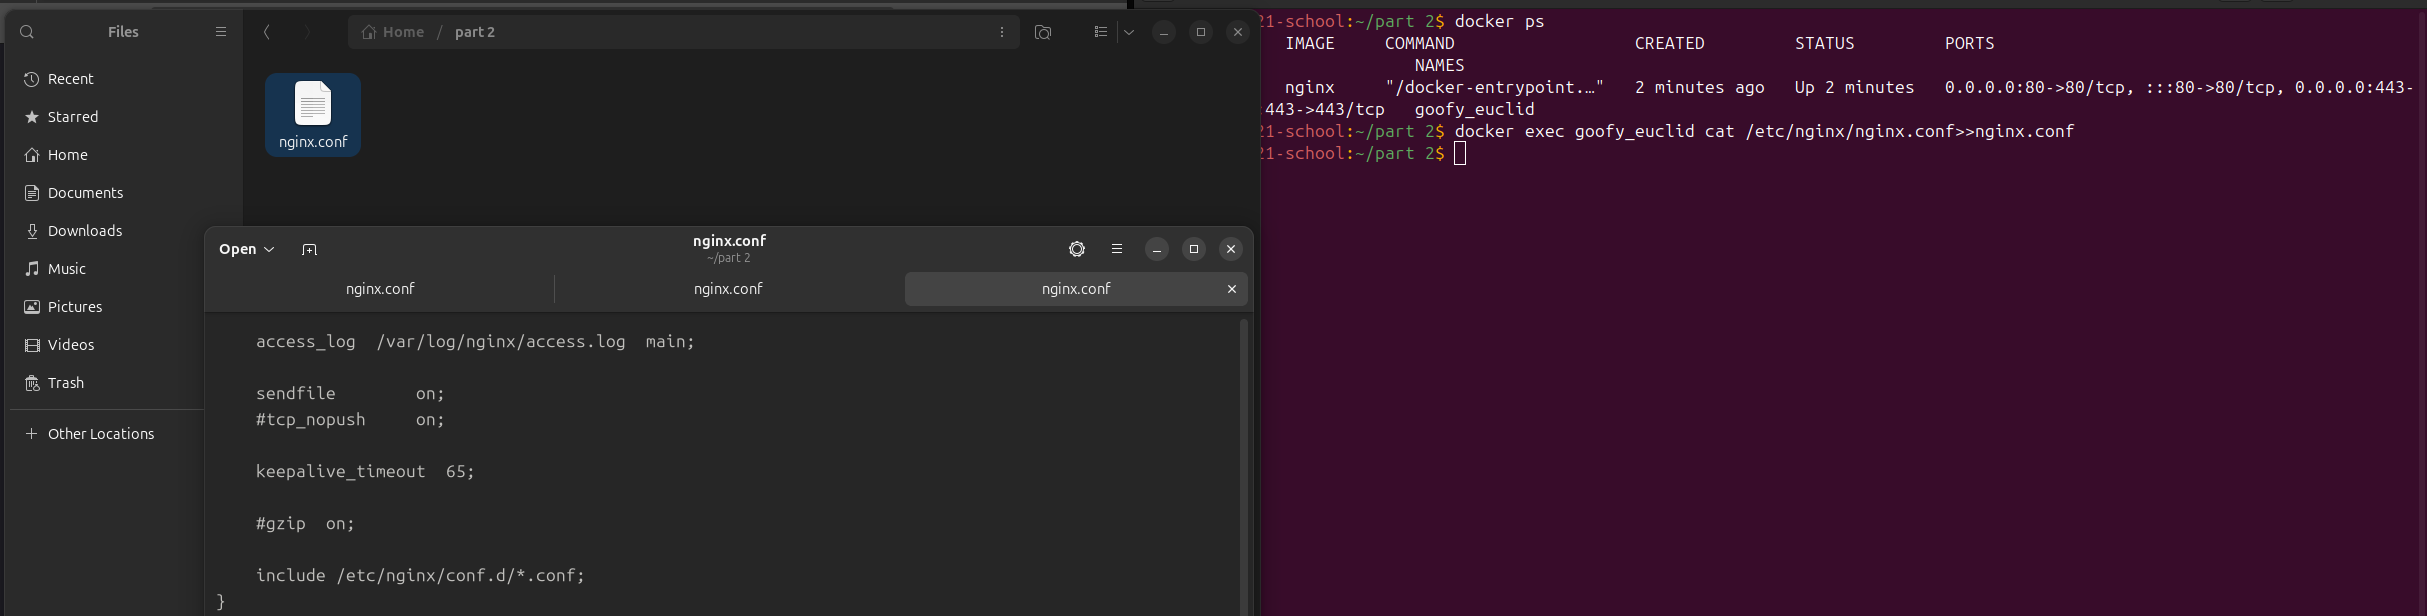 Files
Recent
Starred
Home
Documents
Downloads
Music
Pictures
Videos
Trash
Other Locations
Home / part 2
nginx.conf
Open
nginx.conf
~/part 2
nginx.conf
nginx.conf
nginx.conf
access_log  /var/log/nginx/access.log  main;
sendfile        on;
#tcp_nopush     on;
keepalive_timeout  65;
#gzip  on;
include /etc/nginx/conf.d/*.conf;
}
21-school:~/part 2$ docker ps
IMAGE     COMMAND                  CREATED         STATUS         PORTS
NAMES
nginx     "/docker-entrypoint.…"   2 minutes ago   Up 2 minutes   0.0.0.0:80->80/tcp, :::80->80/tcp, 0.0.0.0:443-
:443->443/tcp   goofy_euclid
21-school:~/part 2$ docker exec goofy_euclid cat /etc/nginx/nginx.conf>>nginx.conf
21-school:~/part 2$